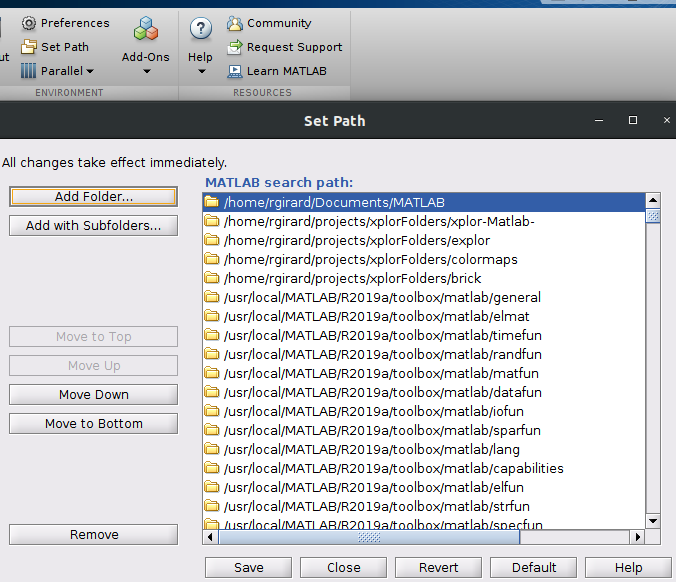 Preferences
Community
Set Path
Add-Ons
Help
Request Support
Parallel
Learn MATLAB
ENVIRONMENT
RESOURCES
Set Path
All changes take effect immediately.
MATLAB search path:
Add Folder...
Add with Subfolders...
Move to Top
Move Up
Move Down
Move to Bottom
Remove
/home/rgirard/Documents/MATLAB
/home/rgirard/projects/xplorFolders/xplor-Matlab-
/home/rgirard/projects/xplorFolders/explor
/home/rgirard/projects/xplorFolders/colormaps
/home/rgirard/projects/xplorFolders/brick
/usr/local/MATLAB/R2019a/toolbox/matlab/general
/usr/local/MATLAB/R2019a/toolbox/matlab/elmat
/usr/local/MATLAB/R2019a/toolbox/matlab/timefun
/usr/local/MATLAB/R2019a/toolbox/matlab/randfun
/usr/local/MATLAB/R2019a/toolbox/matlab/matfun
/usr/local/MATLAB/R2019a/toolbox/matlab/datafun
/usr/local/MATLAB/R2019a/toolbox/matlab/iofun
/usr/local/MATLAB/R2019a/toolbox/matlab/sparfun
/usr/local/MATLAB/R2019a/toolbox/matlab/lang
/usr/local/MATLAB/R2019a/toolbox/matlab/capabilities
/usr/local/MATLAB/R2019a/toolbox/matlab/elfun
/usr/local/MATLAB/R2019a/toolbox/matlab/strfun
/usr/local/MATLAB/R2019a/toolbox/matlab/specfun
Save
Close
Revert
Default
Help